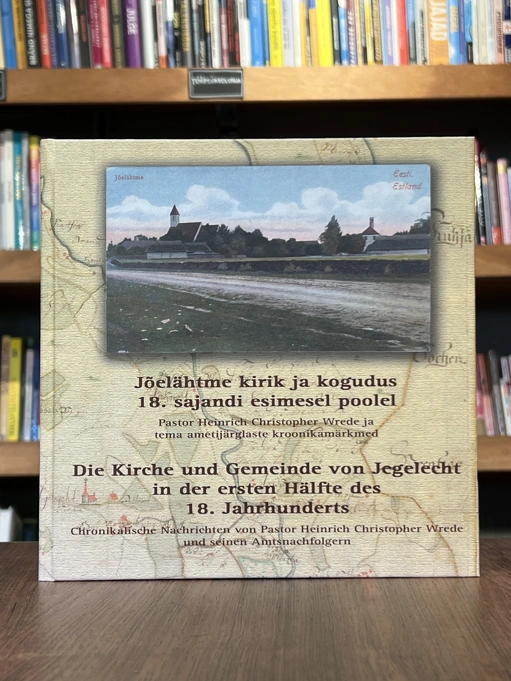 JULGE
Jõelähtme
Eesti.
Estland
Jõelähtme kirik ja kogudus
18. sajandi esimesel poolel
Pastor Heinrich Christopher Wrede ja
tema ametijärglaste kroonikamärkmed
Die Kirche und Gemeinde von Jegelecht
in der ersten Hälfte des
18. Jahrhunderts
Chronikalische Nachrichten von Pastor Heinrich Christopher Wrede
und seinen Amtsnachfolgern